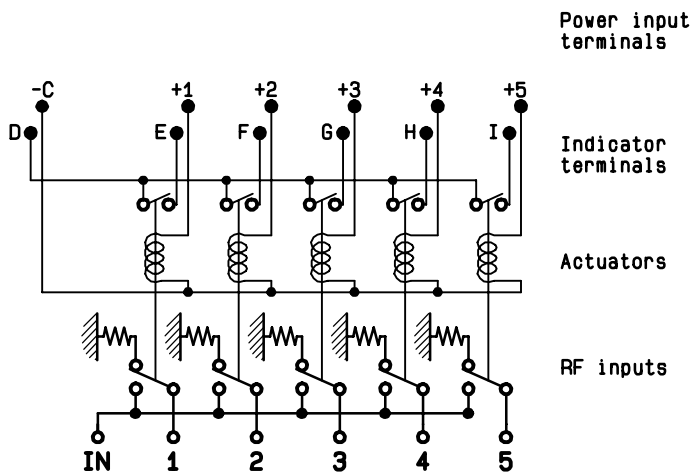 Power input
terminals
-C +1 +2 +3 +4 +5
D E F G H I
Indicator
terminals
Actuators
RF inputs
IN 1 2 3 4 5